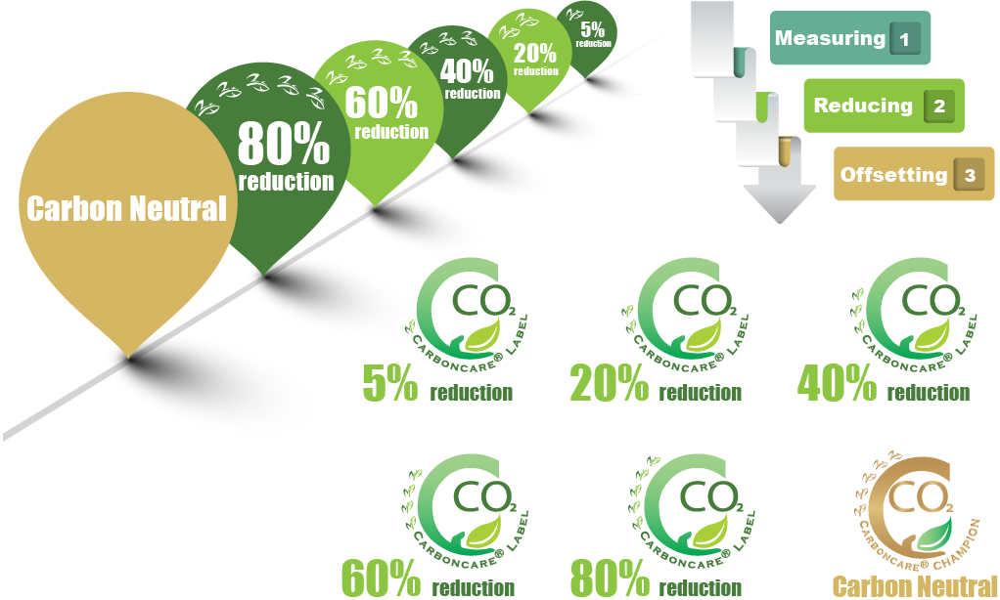 5%
reduction
20%
reduction
40%
reduction
60%
reduction
80%
reduction
Carbon Neutral
Measuring 1
Reducing 2
Offsetting 3
CO₂
CARBONCARE® LABEL
5% reduction
CO₂
CARBONCARE® LABEL
20% reduction
CO₂
CARBONCARE® LABEL
40% reduction
CO₂
CARBONCARE® LABEL
60% reduction
CO₂
CARBONCARE® LABEL
80% reduction
CO₂
CARBONCARE® CHAMPION
Carbon Neutral